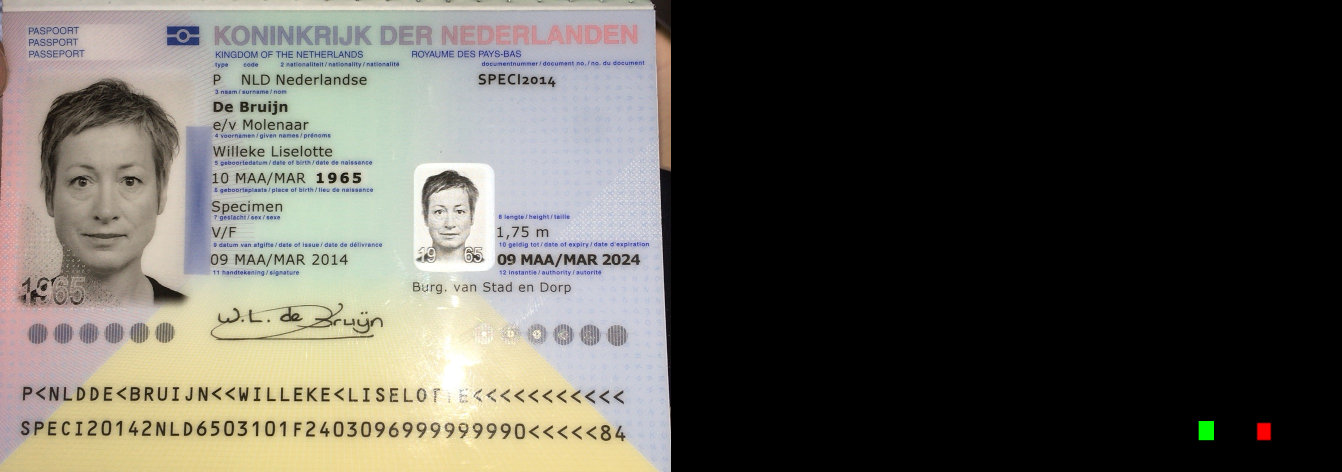 PASPOORT
PASSPORT
PASSEPORT
KONINKRIJK DER NEDERLANDEN
KINGDOM OF THE NETHERLANDS ROYAUME DES PAYS-BAS
type code 2 nationaliteit / nationality / nationalité documentnummer / document no. / no. du document
P NLD Nederlandse SPECI2014
3 naam / surname / nom
De Bruijn
e/v Molenaar
4 voornamen / given names / prénoms
Willeke Liselotte
5 geboortedatum / date of birth / date de naissance
10 MAA/MAR 1965
6 geboorteplaats / place of birth / lieu de naissance
Specimen
7 geslacht / sex / sexe 8 lengte / height / taille
V/F 1,75 m
9 datum van afgifte / date of issue / date de délivrance 10 geldig tot / date of expiry / date d'expiration
09 MAA/MAR 2014 09 MAA/MAR 2024
11 handtekening / signature 12 instantie / authority / autorité
Burg. van Stad en Dorp
1965
19 65
W.L. de Bruijn
P<NLDDE<BRUIJN<<WILLEKE<LISELOTTE<<<<<<<<<<<
SPECI20142NLD6503101F2403096999999990<<<<<84